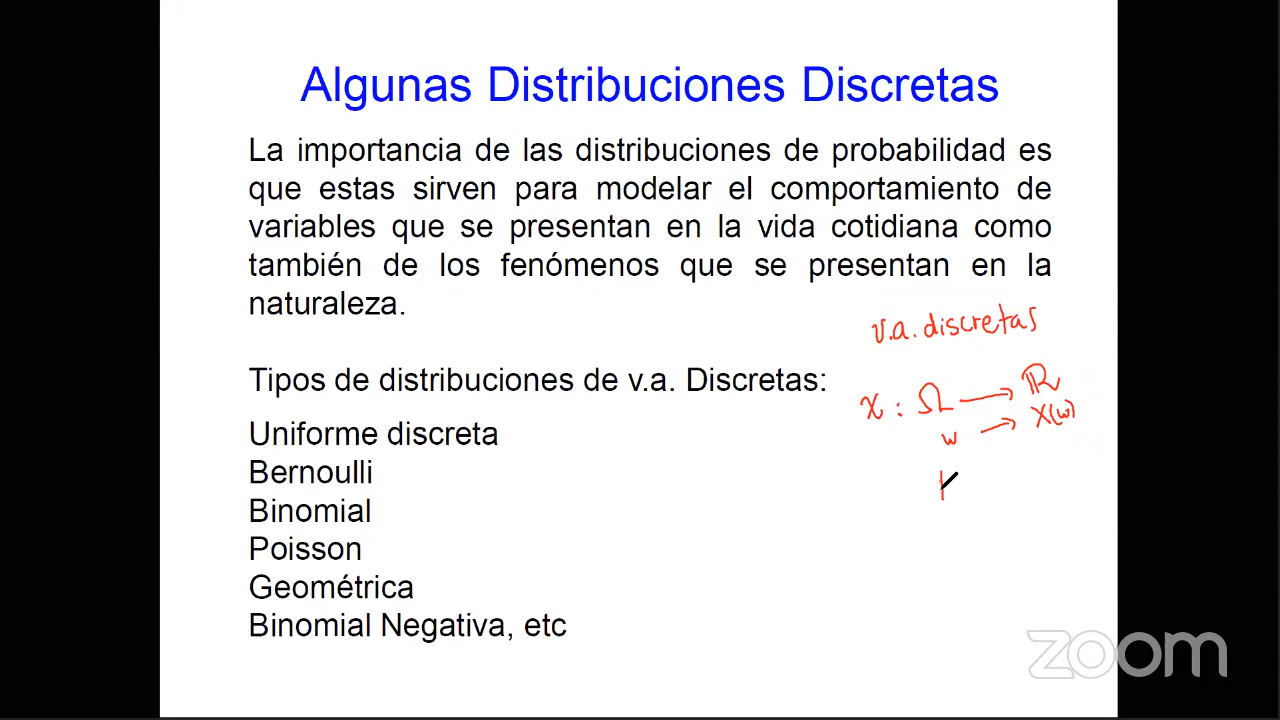 Algunas Distribuciones Discretas
La importancia de las distribuciones de probabilidad es
que estas sirven para modelar el comportamiento de
variables que se presentan en la vida cotidiana como
también de los fenómenos que se presentan en la
naturaleza.
v.a. discretas
Tipos de distribuciones de v.a. Discretas:
X : Ω → ℝ
w → X(w)
Uniforme discreta
Bernoulli
Binomial
Poisson
Geométrica
Binomial Negativa, etc
zoom